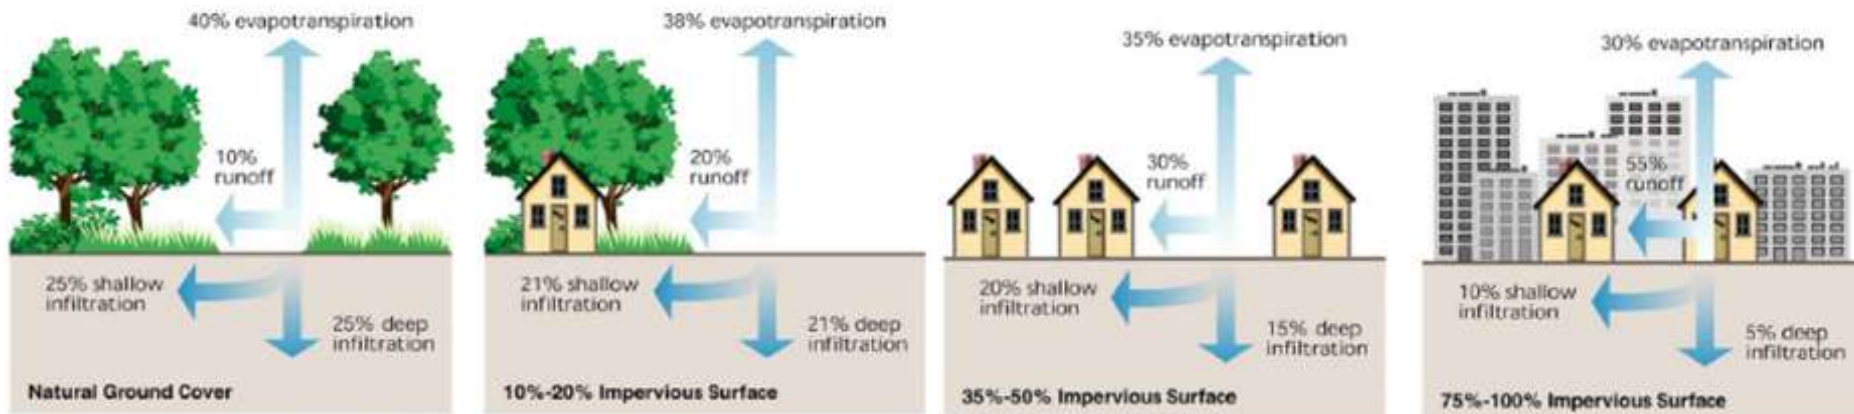 40% evapotranspiration
10%
runoff
25% shallow
infiltration
25% deep
infiltration
Natural Ground Cover
38% evapotranspiration
20%
runoff
21% shallow
infiltration
21% deep
infiltration
10%-20% Impervious Surface
35% evapotranspiration
30%
runoff
20% shallow
infiltration
15% deep
infiltration
35%-50% Impervious Surface
30% evapotranspiration
55%
runoff
10% shallow
infiltration
5% deep
infiltration
75%-100% Impervious Surface